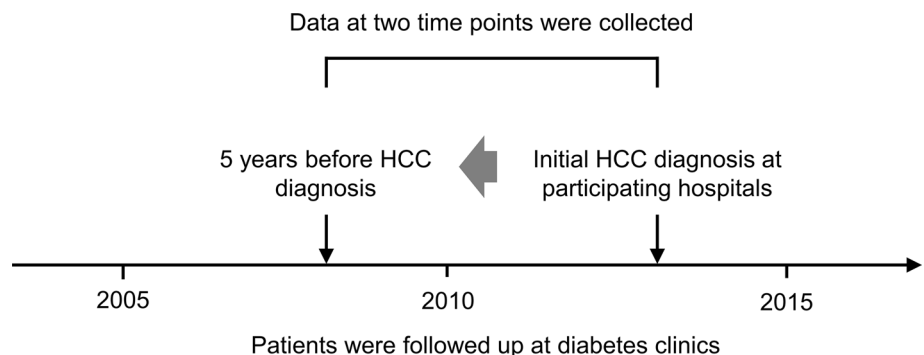 Data at two time points were collected
5 years before HCC
diagnosis
Initial HCC diagnosis at
participating hospitals
2005
2010
2015
Patients were followed up at diabetes clinics